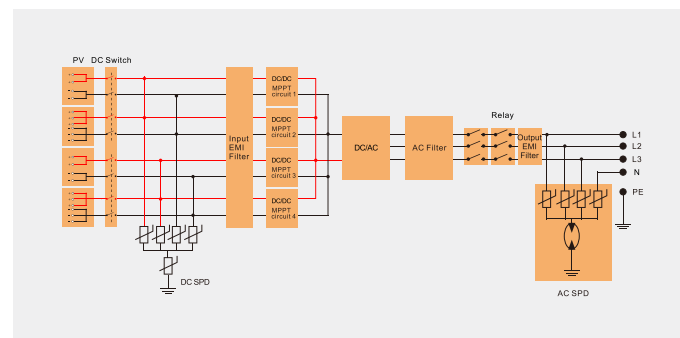 PV DC Switch
DC/DC
MPPT
circuit 1
DC/DC
MPPT
circuit 2
DC/DC
MPPT
circuit 3
DC/DC
MPPT
circuit 4
Input
EMI
Filter
DC/AC
AC Filter
Relay
Output
EMI
Filter
L1
L2
L3
N
PE
DC SPD
AC SPD